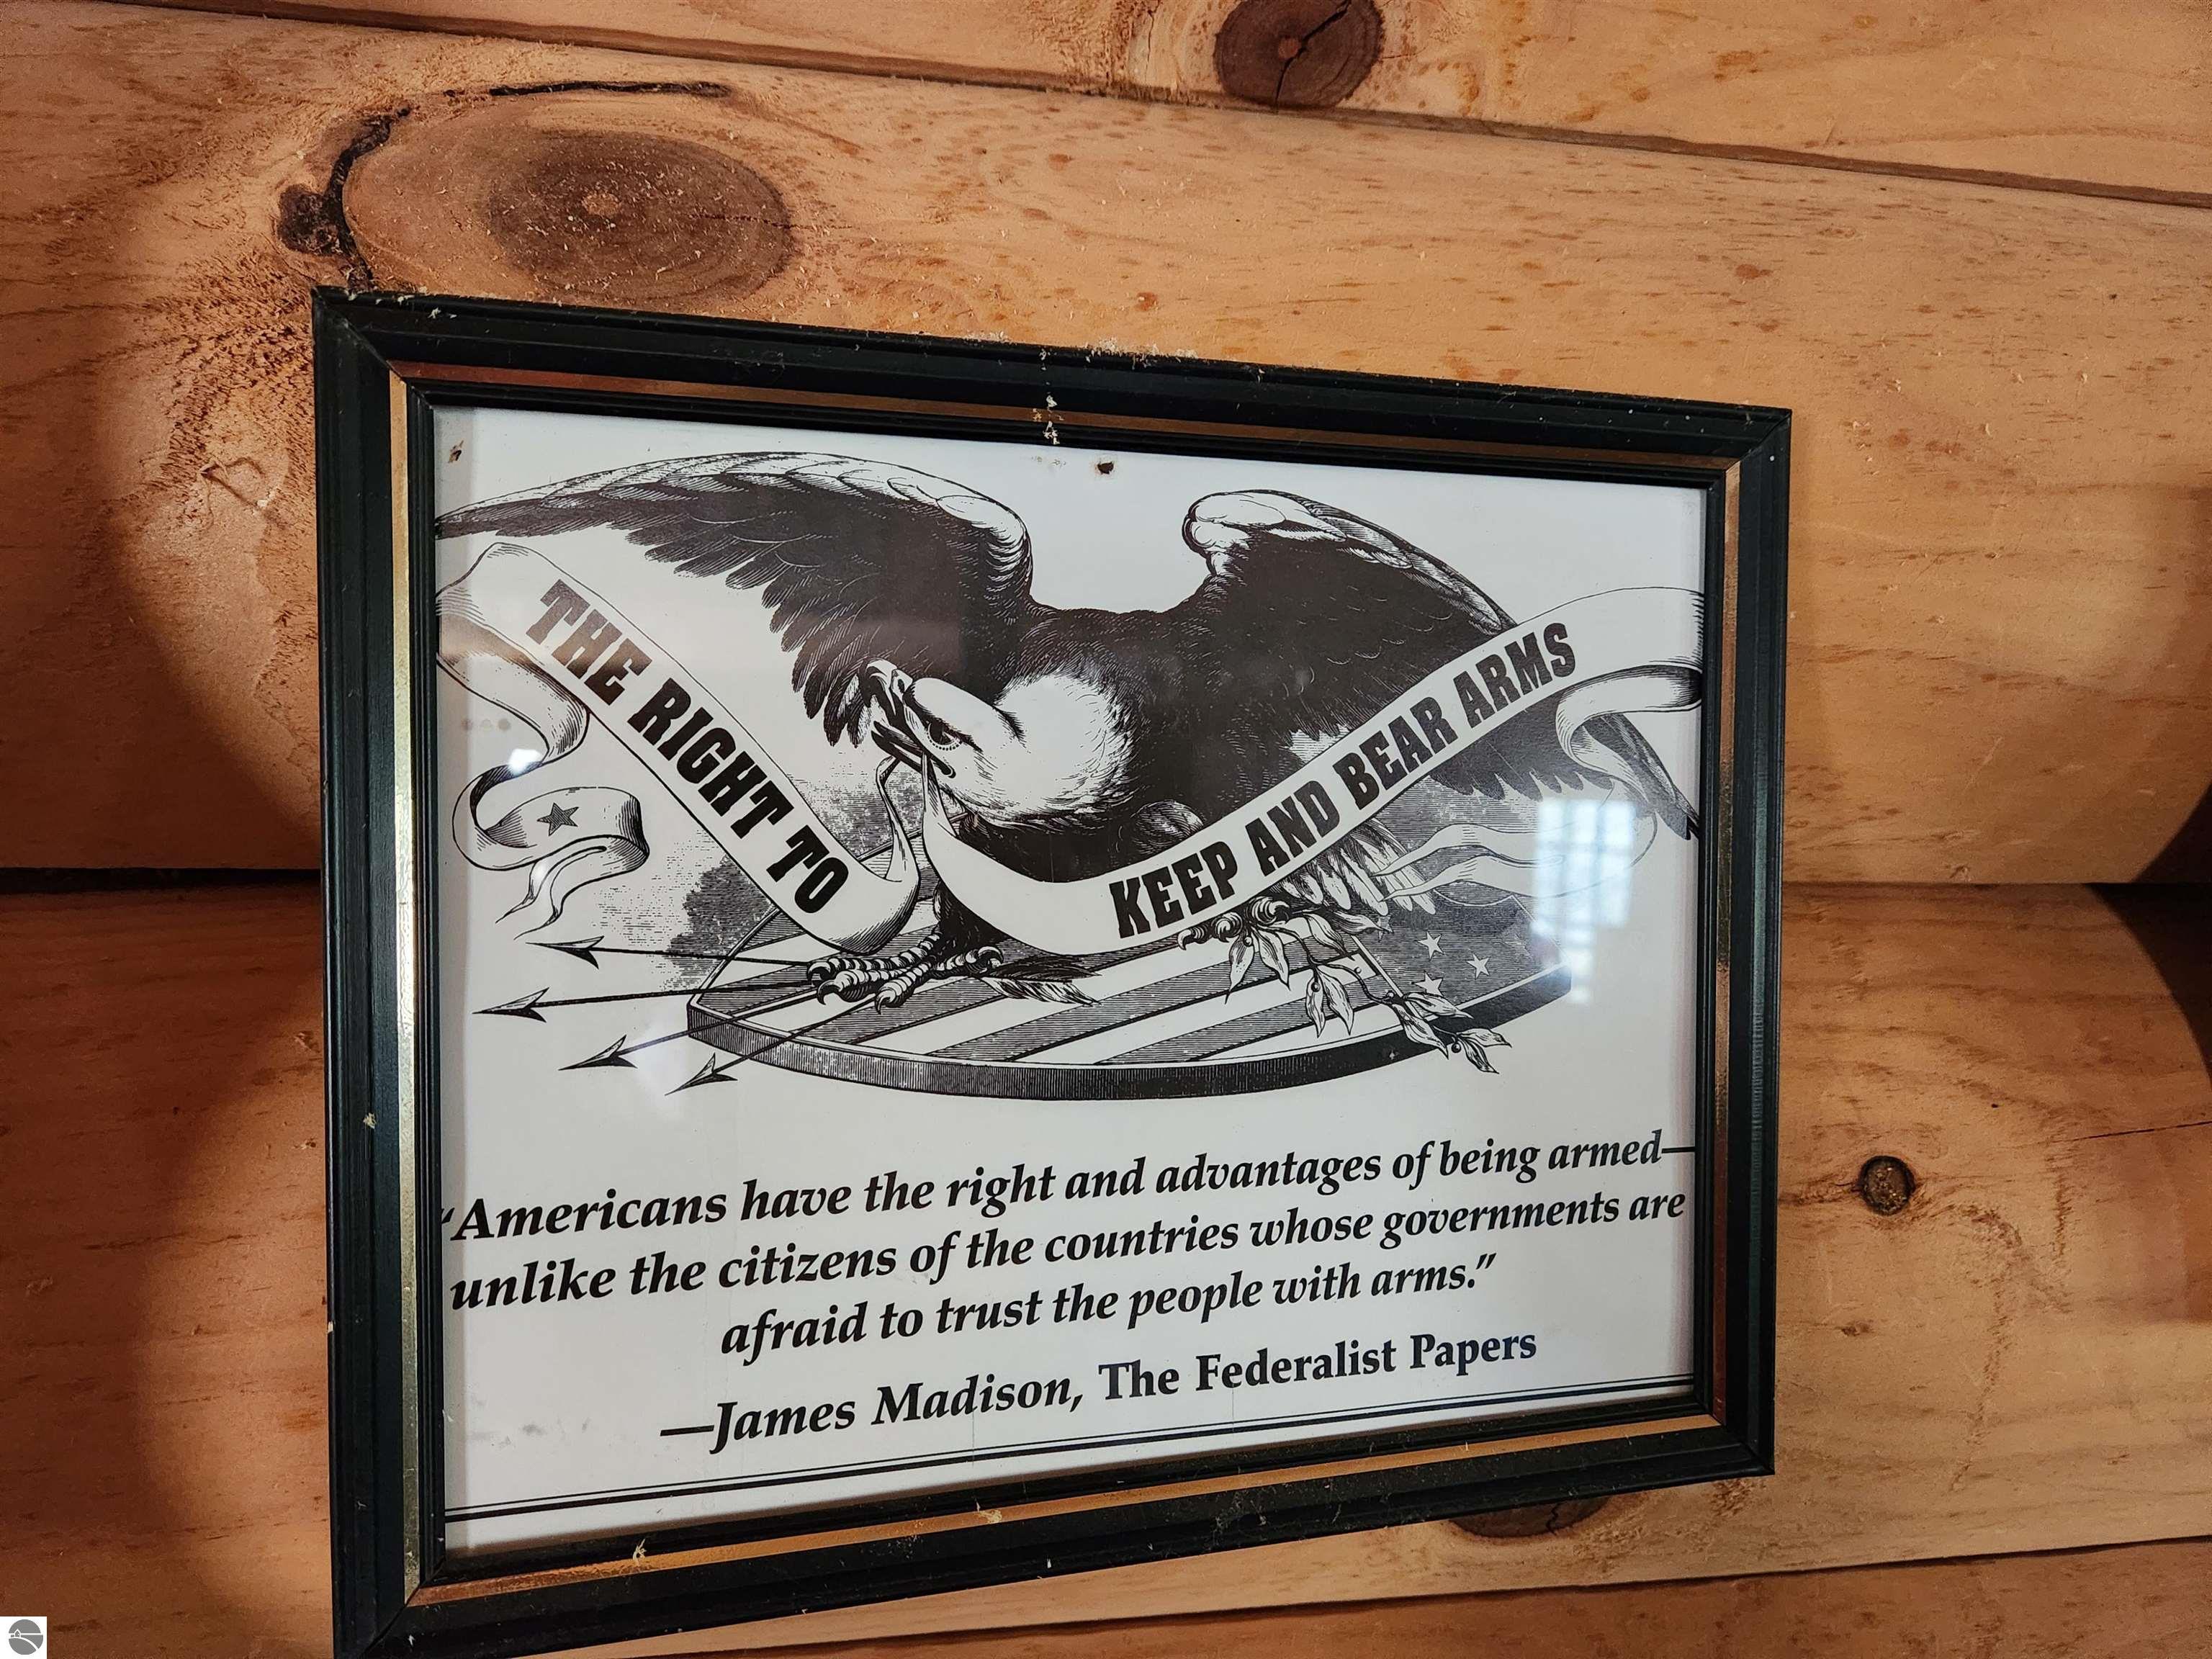 THE RIGHT TO
KEEP AND BEAR ARMS
"Americans have the right and advantages of being armed—
unlike the citizens of the countries whose governments are
afraid to trust the people with arms."
—James Madison, The Federalist Papers